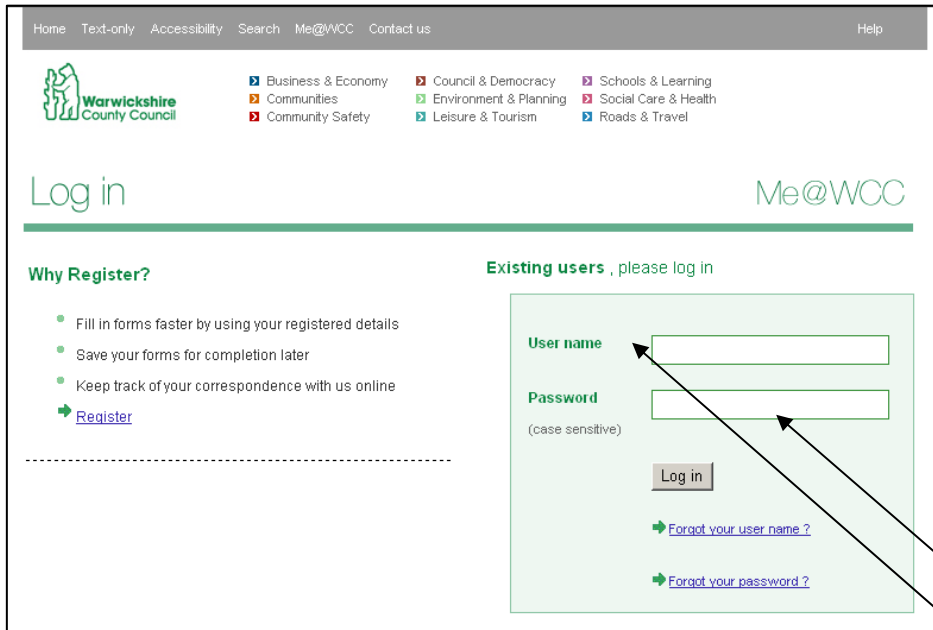 Home Text-only Accessibility Search Me@WCC Contact us Help
Warwickshire
County Council
Business & Economy
Communities
Community Safety
Council & Democracy
Environment & Planning
Leisure & Tourism
Schools & Learning
Social Care & Health
Roads & Travel
Log in
Me@WCC
Why Register?
Fill in forms faster by using your registered details
Save your forms for completion later
Keep track of your correspondence with us online
Register
Existing users , please log in
User name
Password
(case sensitive)
Log in
Forgot your user name ?
Forgot your password ?